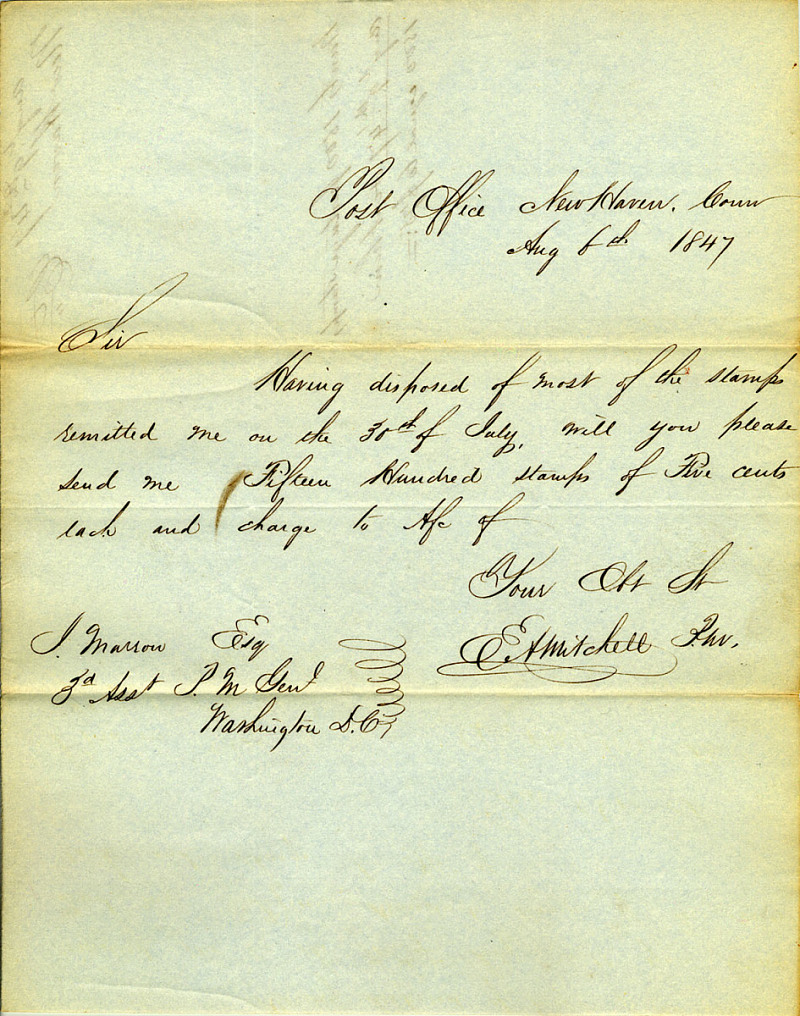 Post Office New Haven. Conn
Aug 6th 1847
Sir
Having disposed of most of the stamps
remitted me on the 30th of July, will you please
send me Fifteen Hundred stamps of Five cents
each and charge to A/c of
Your Obt St
E A Mitchell P.M.
J. Marron Esq
3d Asst P. M Genl
Washington D.C.